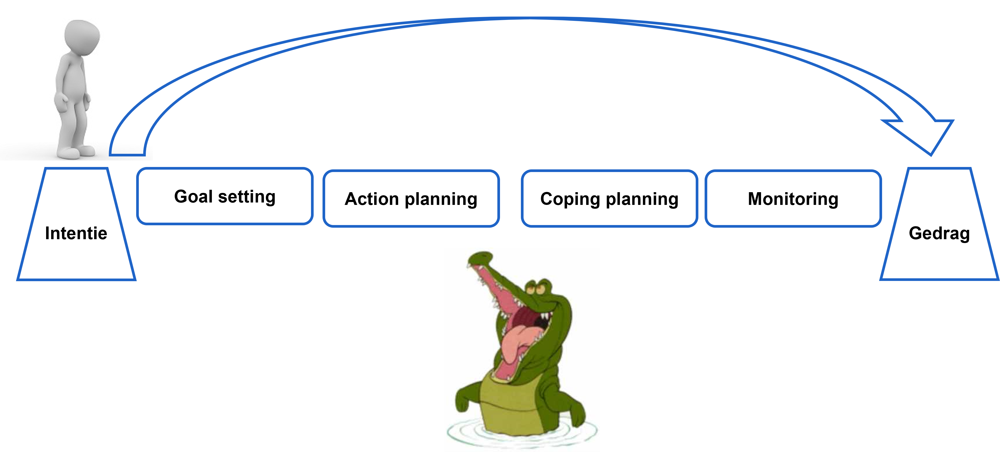 Intentie
Goal setting
Action planning
Coping planning
Monitoring
Gedrag